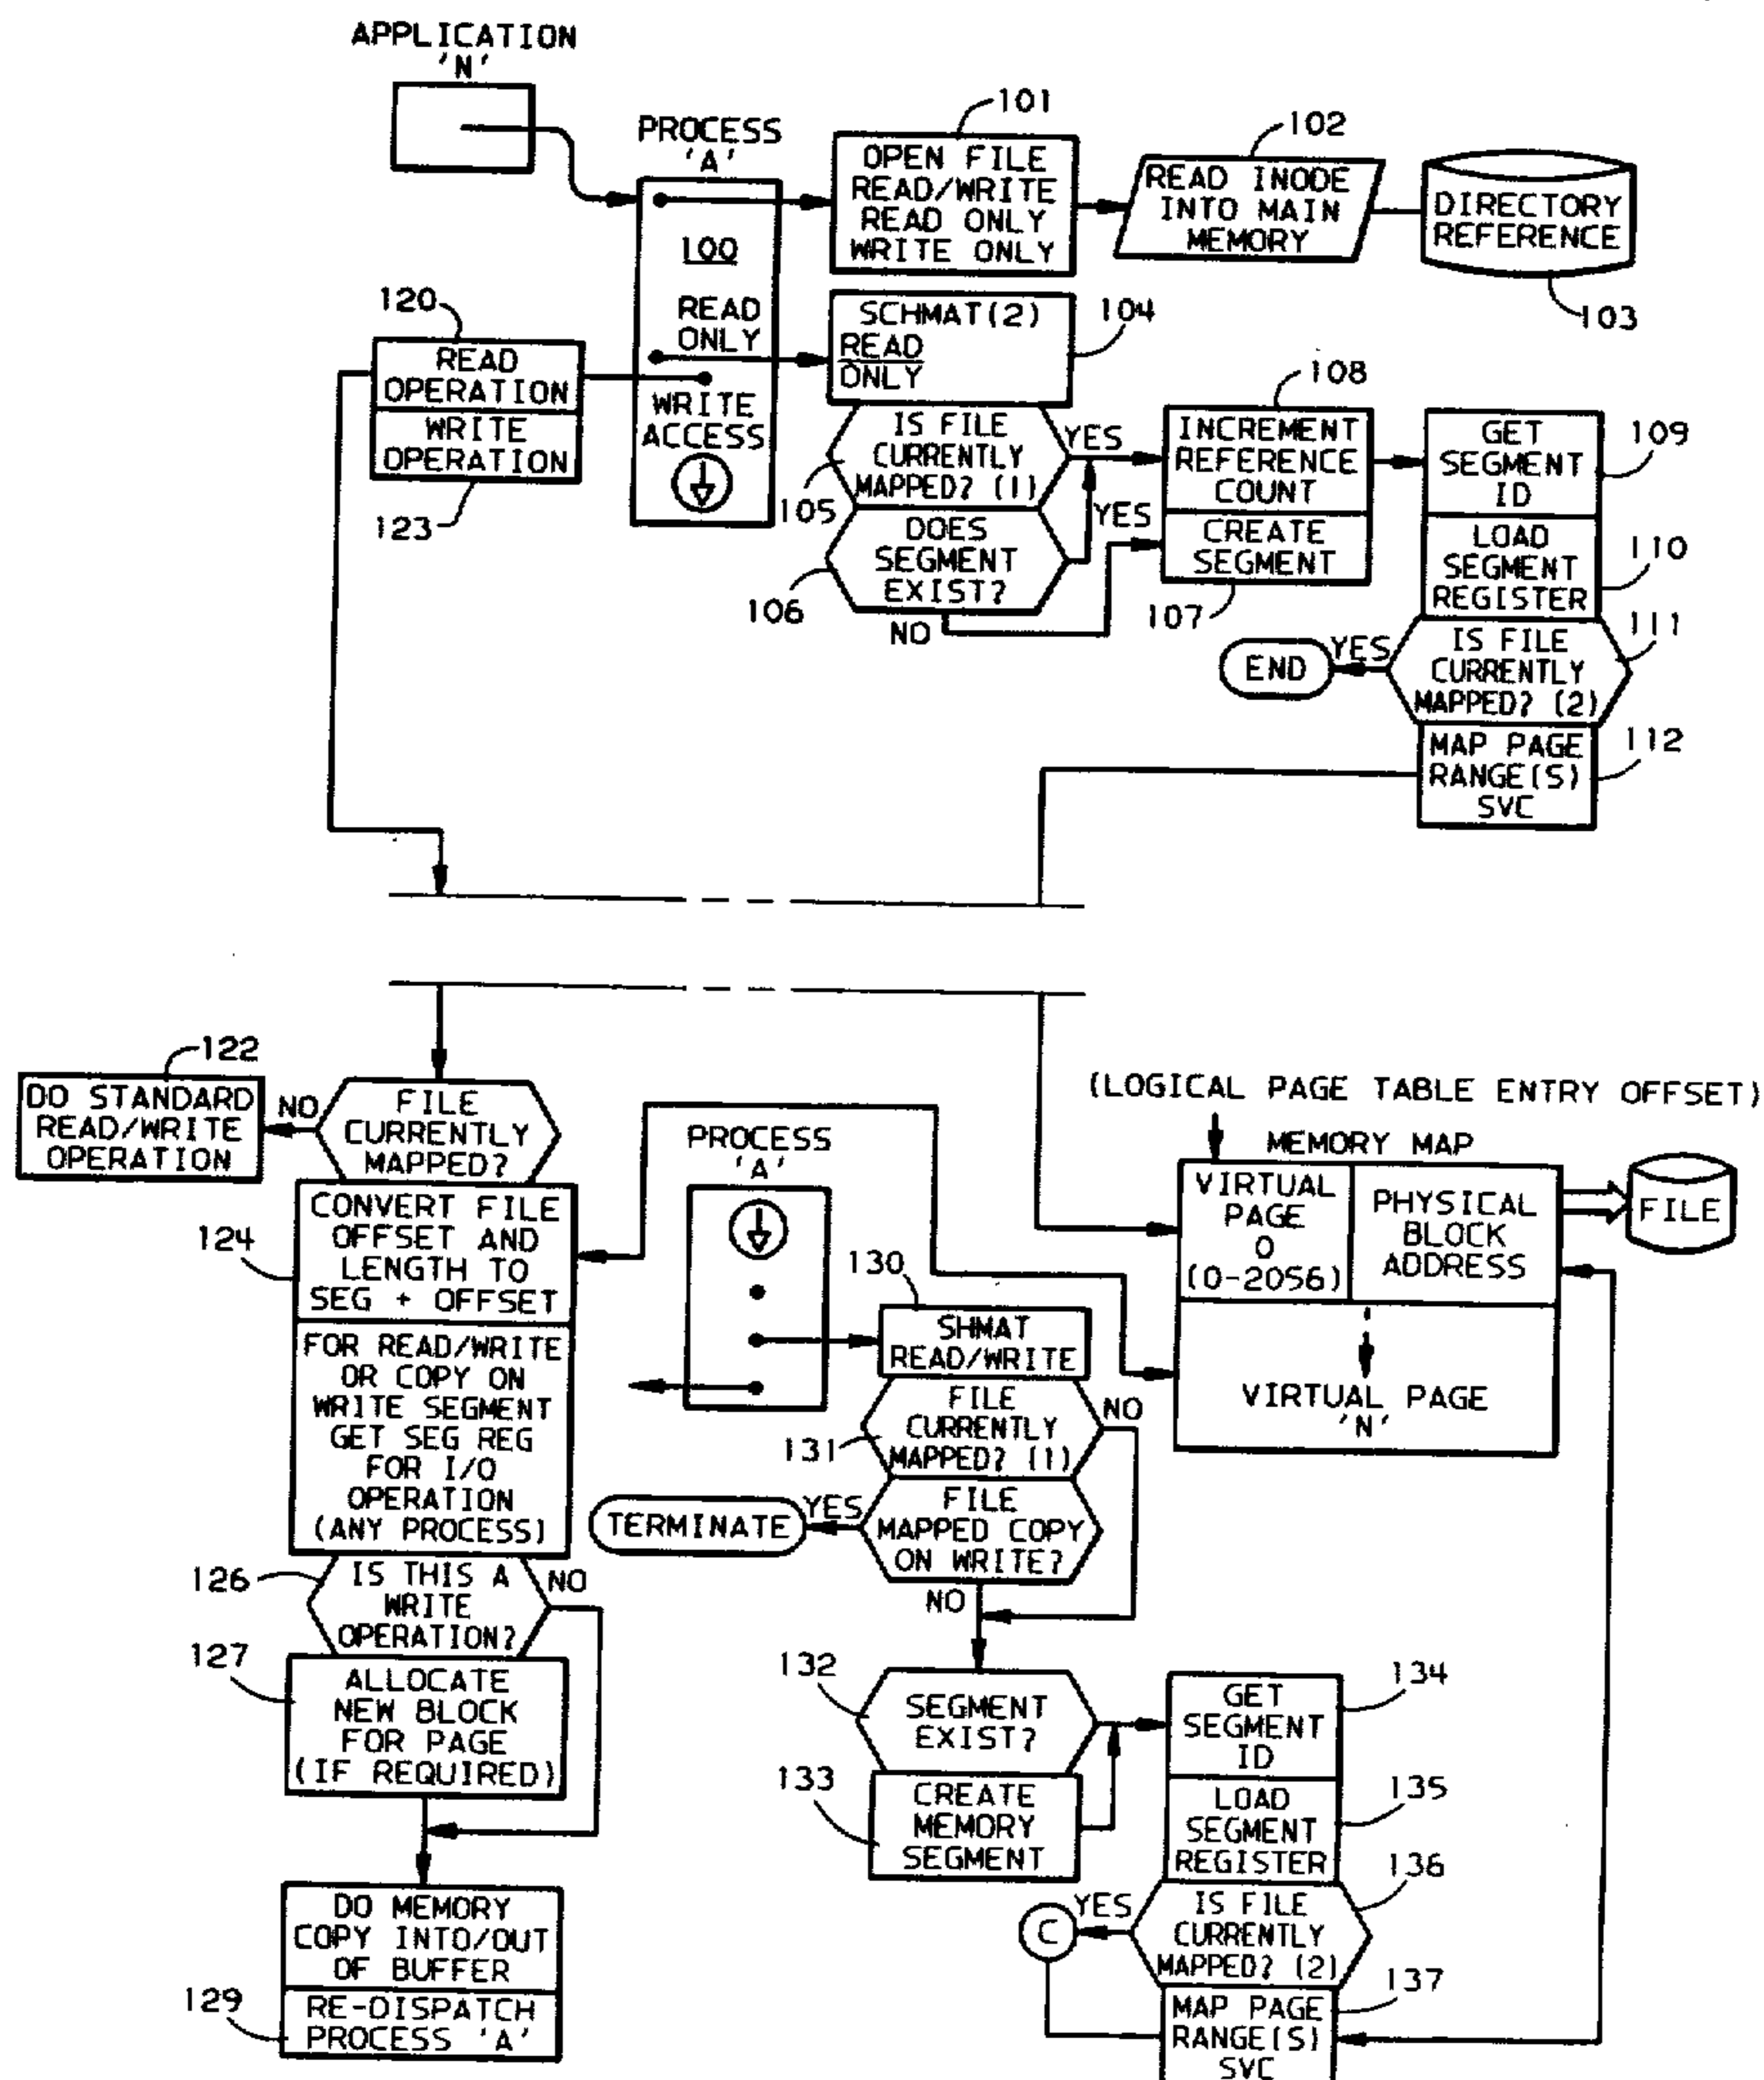 APPLICATION
'N'
PROCESS
'A'
100
READ
ONLY
WRITE
ACCESS
101
OPEN FILE
READ/WRITE
READ ONLY
WRITE ONLY
102
READ INODE
INTO MAIN
MEMORY
DIRECTORY
REFERENCE
103
120
READ
OPERATION
WRITE
OPERATION
123
SCHMAT(2)
READ
ONLY
104
IS FILE
CURRENTLY
MAPPED? (1)
105
YES
DOES
SEGMENT
EXIST?
106
YES
NO
108
INCREMENT
REFERENCE
COUNT
CREATE
SEGMENT
107
GET
SEGMENT
ID
109
LOAD
SEGMENT
REGISTER
110
IS FILE
CURRENTLY
MAPPED? (2)
111
YES
END
MAP PAGE
RANGE(S)
SVC
112
122
DO STANDARD
READ/WRITE
OPERATION
NO
FILE
CURRENTLY
MAPPED?
124
CONVERT FILE
OFFSET AND
LENGTH TO
SEG + OFFSET
FOR READ/WRITE
OR COPY ON
WRITE SEGMENT
GET SEG REG
FOR I/O
OPERATION
(ANY PROCESS)
126
IS THIS A
WRITE
OPERATION?
NO
127
ALLOCATE
NEW BLOCK
FOR PAGE
(IF REQUIRED)
DO MEMORY
COPY INTO/OUT
OF BUFFER
129
RE-DISPATCH
PROCESS 'A'
PROCESS
'A'
130
SHMAT
READ/WRITE
131
FILE
CURRENTLY
MAPPED? (1)
NO
FILE
MAPPED COPY
ON WRITE?
YES
TERMINATE
NO
132
SEGMENT
EXIST?
133
CREATE
MEMORY
SEGMENT
(LOGICAL PAGE TABLE ENTRY OFFSET)
MEMORY MAP
VIRTUAL
PAGE
0
(0-2056)
PHYSICAL
BLOCK
ADDRESS
FILE
VIRTUAL PAGE
'N'
134
GET
SEGMENT
ID
135
LOAD
SEGMENT
REGISTER
136
IS FILE
CURRENTLY
MAPPED? (2)
YES
C
137
MAP PAGE
RANGE(S)
SVC